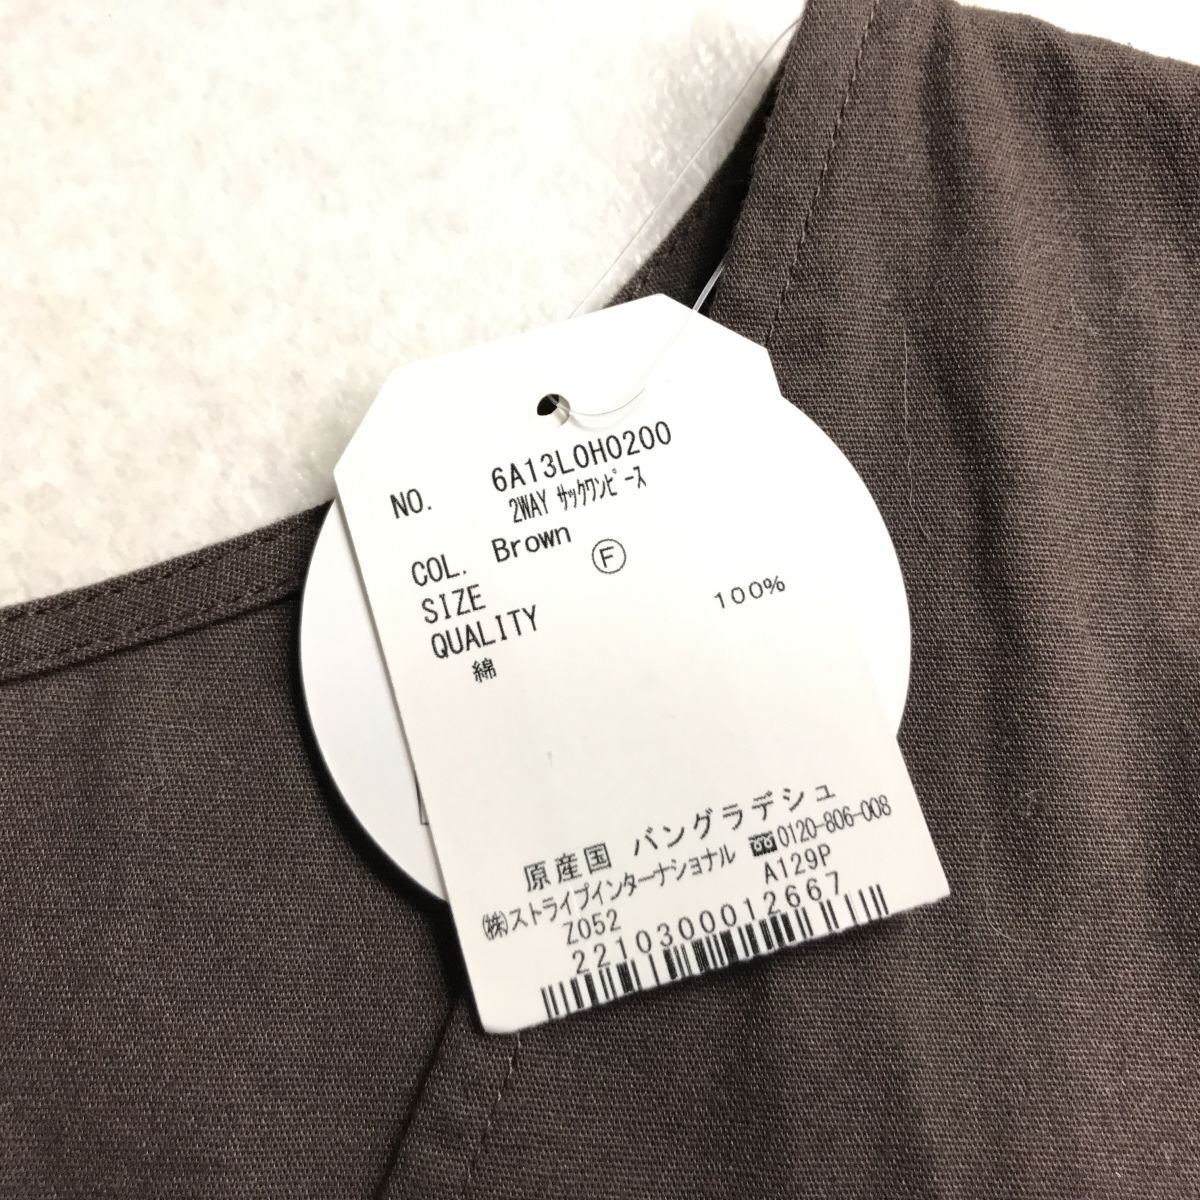 NO. 6A13L0H0200
2WAY ｻｯｸﾜﾝﾋﾟｰｽ
COL. Brown
SIZE Ⓕ
QUALITY
綿 100%
原産国 バングラデシュ
㈱ストライプインターナショナル 0120-806-008
Z052 A129P
2210300012667